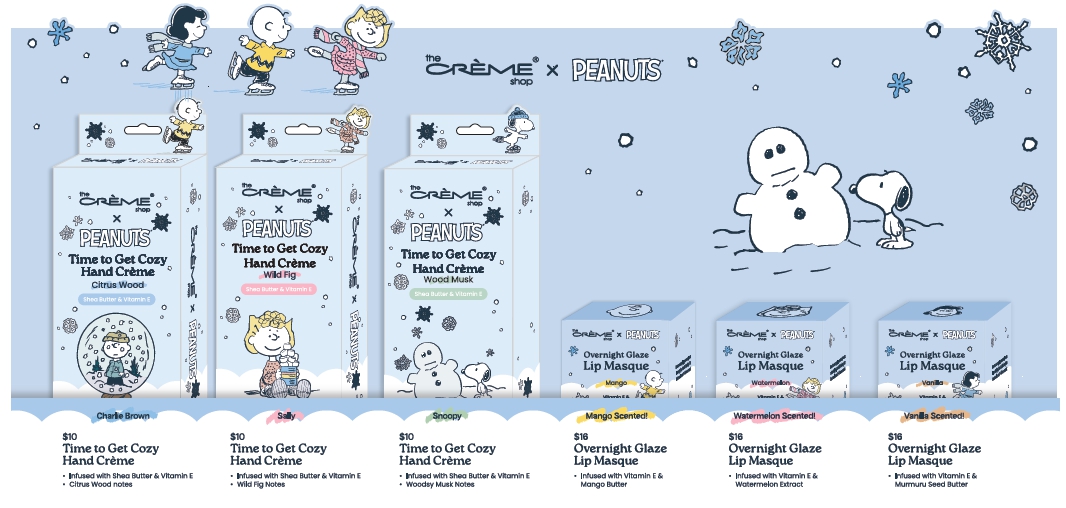 the
CRÈME®
shop
× PEANUTS
the
CRÈME®
shop
×
PEANUTS
Time to Get Cozy
Hand Crème
Citrus Wood
Shea Butter & Vitamin E
CRÈME × PEANUTS
the
CRÈME®
shop
×
PEANUTS
Time to Get Cozy
Hand Crème
Wild Fig
Shea Butter & Vitamin E
CRÈME × PEANUTS
the
CRÈME®
shop
×
PEANUTS
Time to Get Cozy
Hand Crème
Wood Musk
Shea Butter & Vitamin E
CRÈME × PEANUTS
Overnight Glaze
Lip Masque
Mango
CRÈME × PEANUTS
Overnight Glaze
Lip Masque
Watermelon
CRÈME × PEANUTS
Overnight Glaze
Lip Masque
Vanilla
Charlie Brown
$10
Time to Get Cozy
Hand Crème
• Infused with Shea Butter & Vitamin E
• Citrus Wood notes
Sally
$10
Time to Get Cozy
Hand Crème
• Infused with Shea Butter & Vitamin E
• Wild Fig Notes
Snoopy
$10
Time to Get Cozy
Hand Crème
• Infused with Shea Butter & Vitamin E
• Woodsy Musk Notes
Mango Scented!
$16
Overnight Glaze
Lip Masque
• Infused with Vitamin E &
Mango Butter
Watermelon Scented!
$16
Overnight Glaze
Lip Masque
• Infused with Vitamin E &
Watermelon Extract
Vanilla Scented!
$16
Overnight Glaze
Lip Masque
• Infused with Vitamin E &
Murmuru Seed Butter